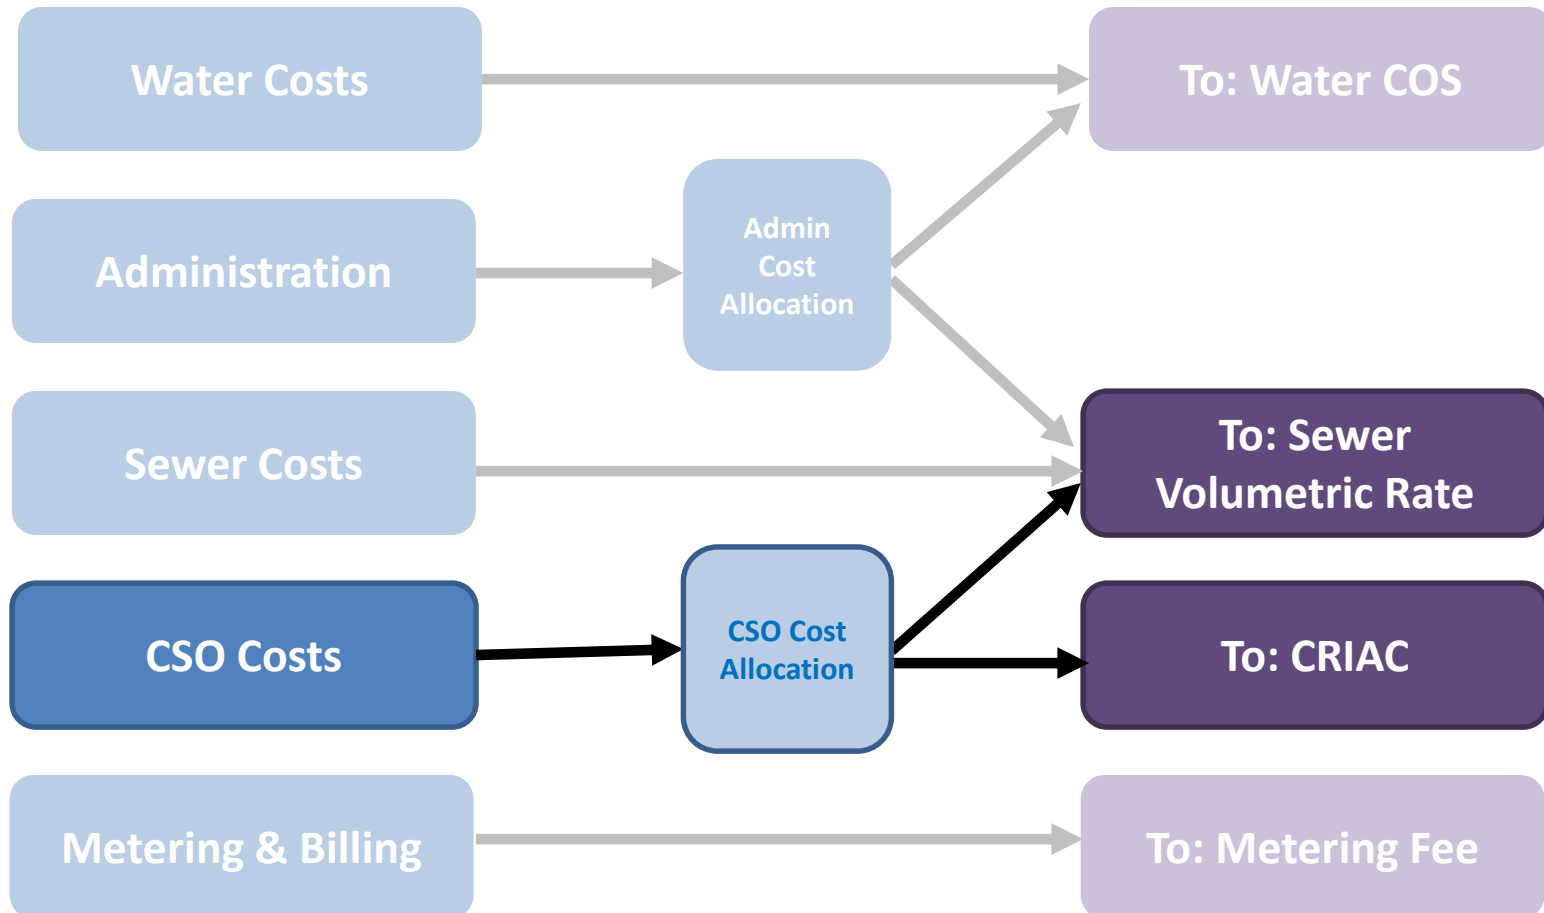 Water Costs
To: Water COS
Admin
Cost
Allocation
Administration
Sewer Costs
To: Sewer
Volumetric Rate
CSO Costs
CSO Cost
Allocation
To: CRIAC
Metering & Billing
To: Metering Fee